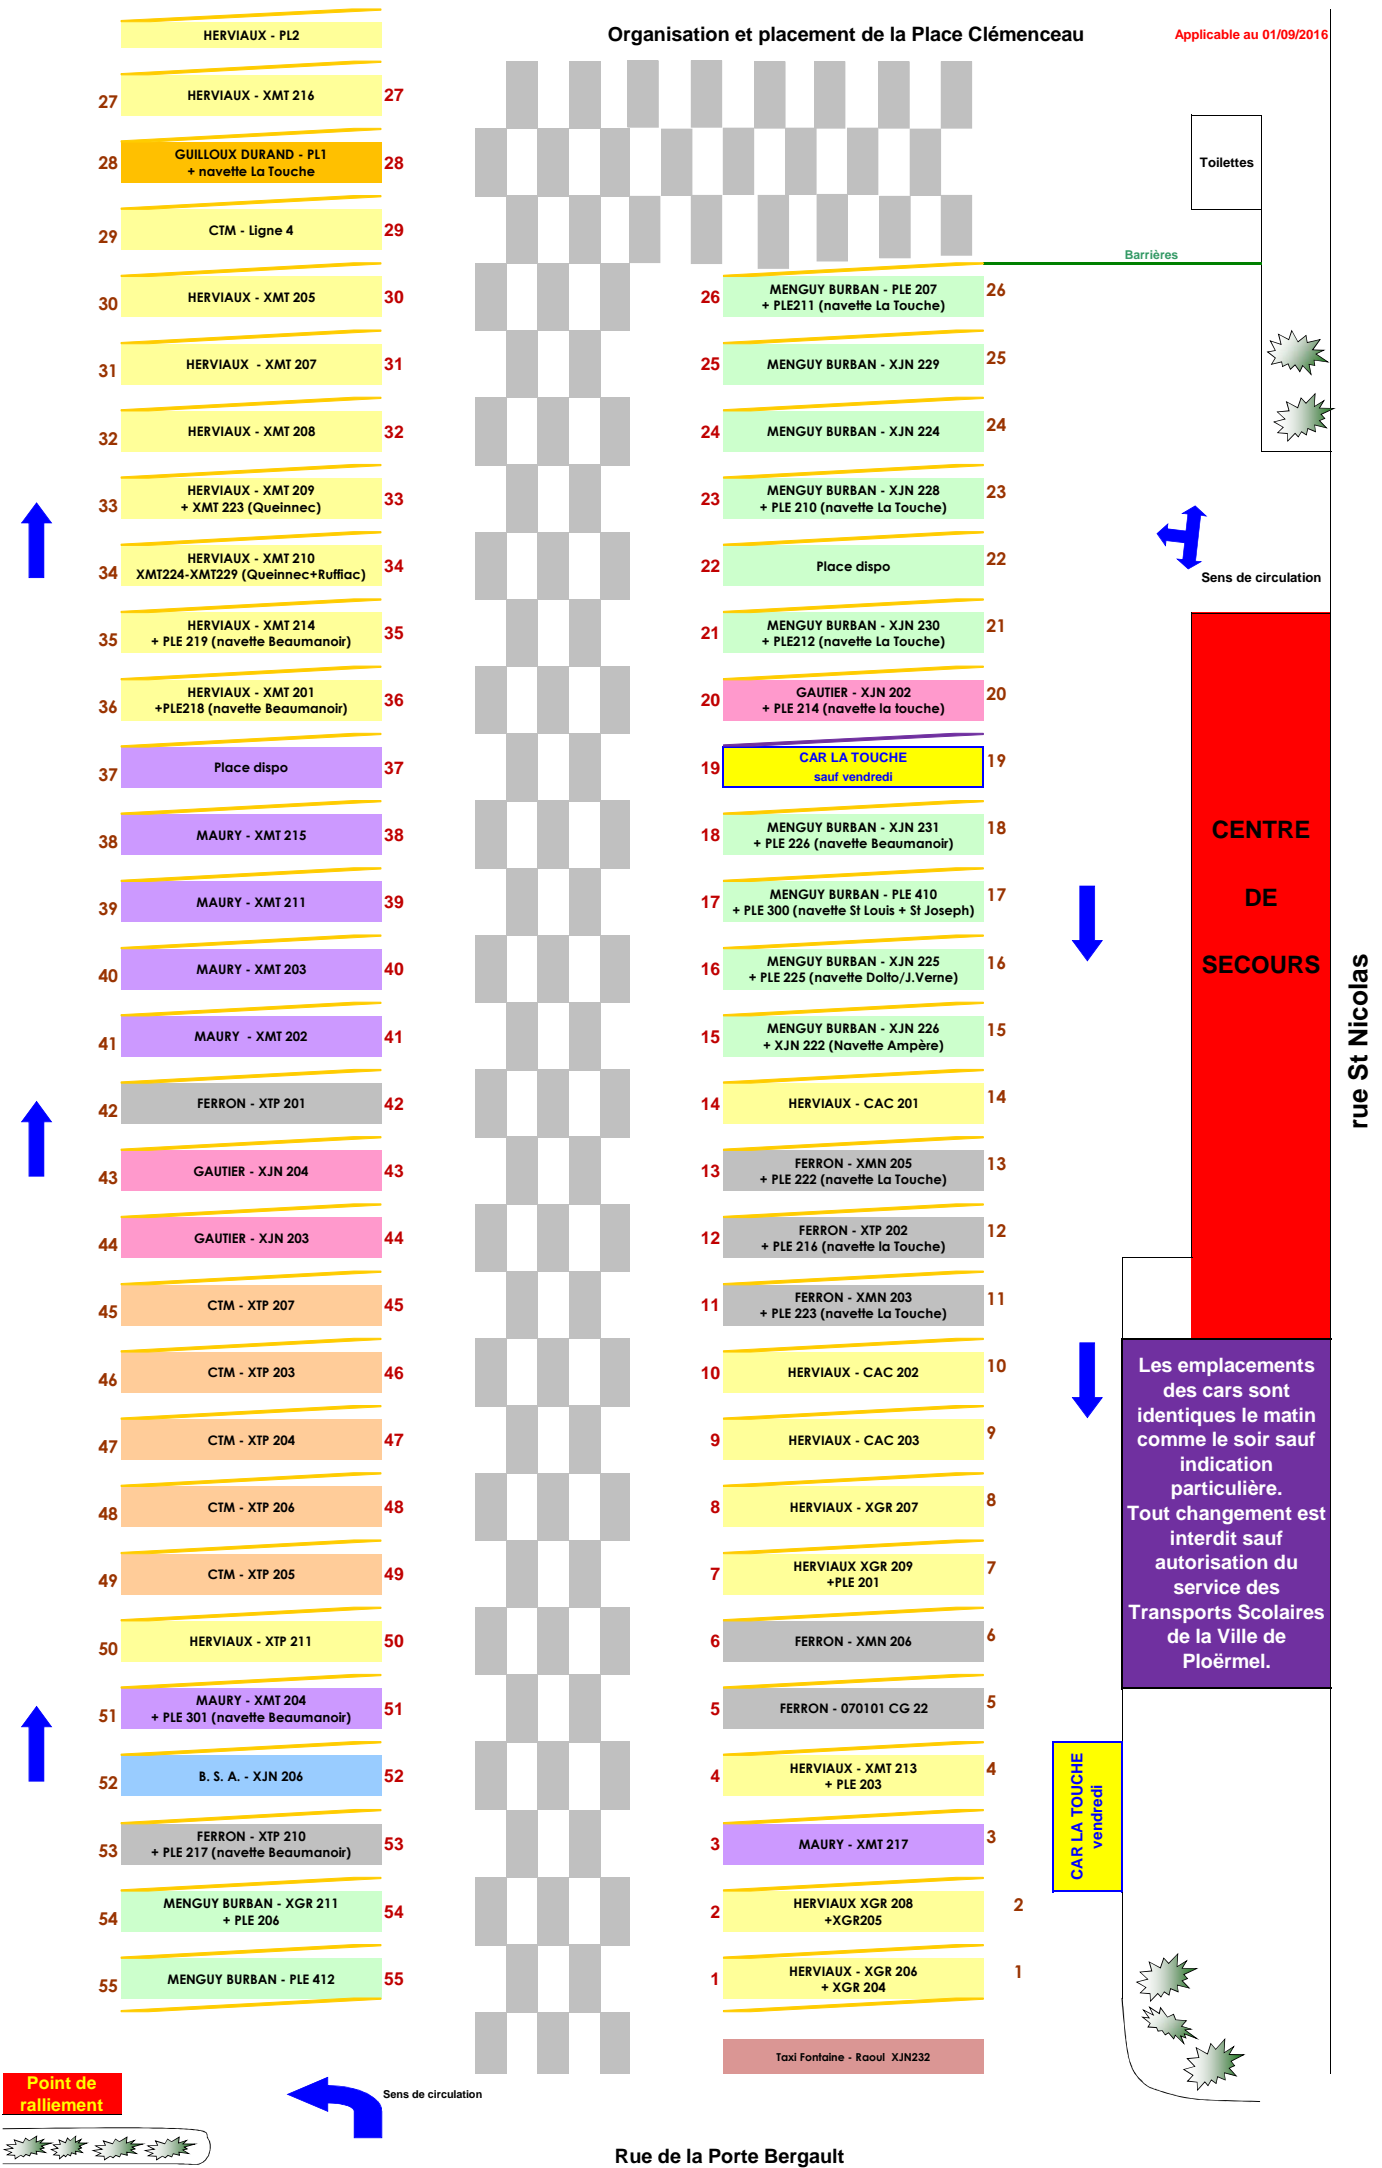 Organisation et placement de la Place Clémenceau
Applicable au 01/09/2016
HERVIAUX - PL2
27 HERVIAUX - XMT 216 27
28 GUILLOUX DURAND - PL1 28
+ navette La Touche
29 CTM - Ligne 4 29
30 HERVIAUX - XMT 205 30
31 HERVIAUX - XMT 207 31
32 HERVIAUX - XMT 208 32
33 HERVIAUX - XMT 209 33
+ XMT 223 (Queinnec)
34 HERVIAUX - XMT 210 34
XMT224-XMT229 (Queinnec+Ruffiac)
35 HERVIAUX - XMT 214 35
+ PLE 219 (navette Beaumanoir)
36 HERVIAUX - XMT 201 36
+PLE218 (navette Beaumanoir)
37 Place dispo 37
38 MAURY - XMT 215 38
39 MAURY - XMT 211 39
40 MAURY - XMT 203 40
41 MAURY - XMT 202 41
42 FERRON - XTP 201 42
43 GAUTIER - XJN 204 43
44 GAUTIER - XJN 203 44
45 CTM - XTP 207 45
46 CTM - XTP 203 46
47 CTM - XTP 204 47
48 CTM - XTP 206 48
49 CTM - XTP 205 49
50 HERVIAUX - XTP 211 50
51 MAURY - XMT 204 51
+ PLE 301 (navette Beaumanoir)
52 B. S. A. - XJN 206 52
53 FERRON - XTP 210 53
+ PLE 217 (navette Beaumanoir)
54 MENGUY BURBAN - XGR 211 54
+ PLE 206
55 MENGUY BURBAN - PLE 412 55
26 MENGUY BURBAN - PLE 207 26
+ PLE211 (navette La Touche)
25 MENGUY BURBAN - XJN 229 25
24 MENGUY BURBAN - XJN 224 24
23 MENGUY BURBAN - XJN 228 23
+ PLE 210 (navette La Touche)
22 Place dispo 22
21 MENGUY BURBAN - XJN 230 21
+ PLE212 (navette La Touche)
20 GAUTIER - XJN 202 20
+ PLE 214 (navette la touche)
19 CAR LA TOUCHE 19
sauf vendredi
18 MENGUY BURBAN - XJN 231 18
+ PLE 226 (navette Beaumanoir)
17 MENGUY BURBAN - PLE 410 17
+ PLE 300 (navette St Louis + St Joseph)
16 MENGUY BURBAN - XJN 225 16
+ PLE 225 (navette Dolto/J.Verne)
15 MENGUY BURBAN - XJN 226 15
+ XJN 222 (Navette Ampère)
14 HERVIAUX - CAC 201 14
13 FERRON - XMN 205 13
+ PLE 222 (navette La Touche)
12 FERRON - XTP 202 12
+ PLE 216 (navette la Touche)
11 FERRON - XMN 203 11
+ PLE 223 (navette La Touche)
10 HERVIAUX - CAC 202 10
9 HERVIAUX - CAC 203 9
8 HERVIAUX - XGR 207 8
7 HERVIAUX XGR 209 7
+PLE 201
6 FERRON - XMN 206 6
5 FERRON - 070101 CG 22 5
4 HERVIAUX - XMT 213 4
+ PLE 203
3 MAURY - XMT 217 3
2 HERVIAUX XGR 208 2
+XGR205
1 HERVIAUX - XGR 206 1
+ XGR 204
Taxi Fontaine - Raoul XJN232
Toilettes
Barrières
Sens de circulation
CENTRE
DE
SECOURS
rue St Nicolas
Les emplacements
des cars sont
identiques le matin
comme le soir sauf
indication
particulière.
Tout changement est
interdit sauf
autorisation du
service des
Transports Scolaires
de la Ville de
Ploërmel.
CAR LA TOUCHE
vendredi
Point de
ralliement
Sens de circulation
Rue de la Porte Bergault